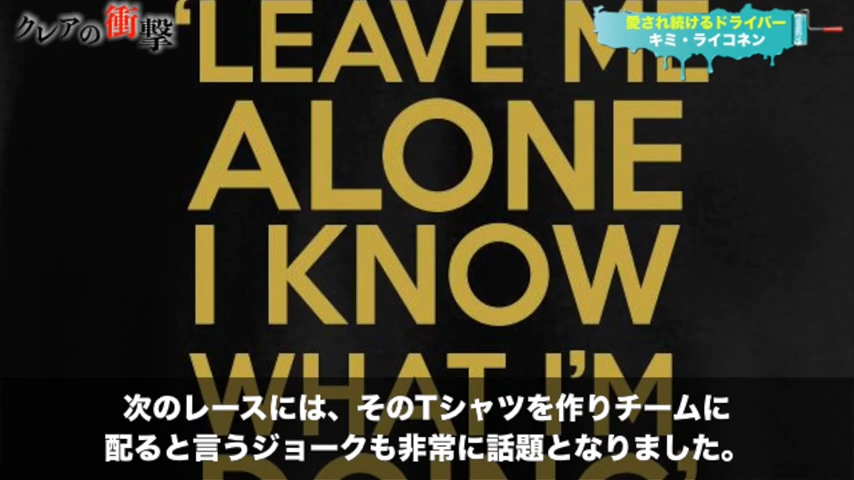 クレアの衝撃
愛され続けるドライバー
キミ・ライコネン
‘LEAVE ME
ALONE
I KNOW
WHAT I’M
DOING’
次のレースには、そのTシャツを作りチームに
配ると言うジョークも非常に話題となりました。